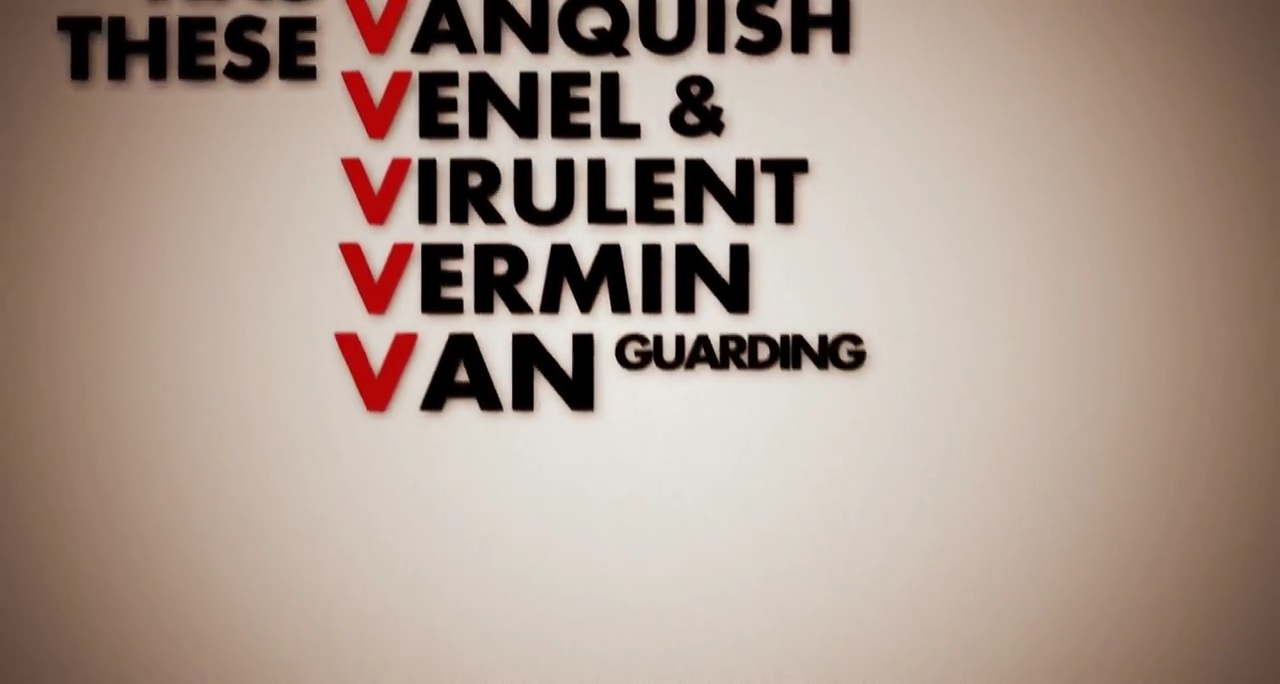 THESE VANQUISH
VENEL &
VIRULENT
VERMIN
VAN GUARDING